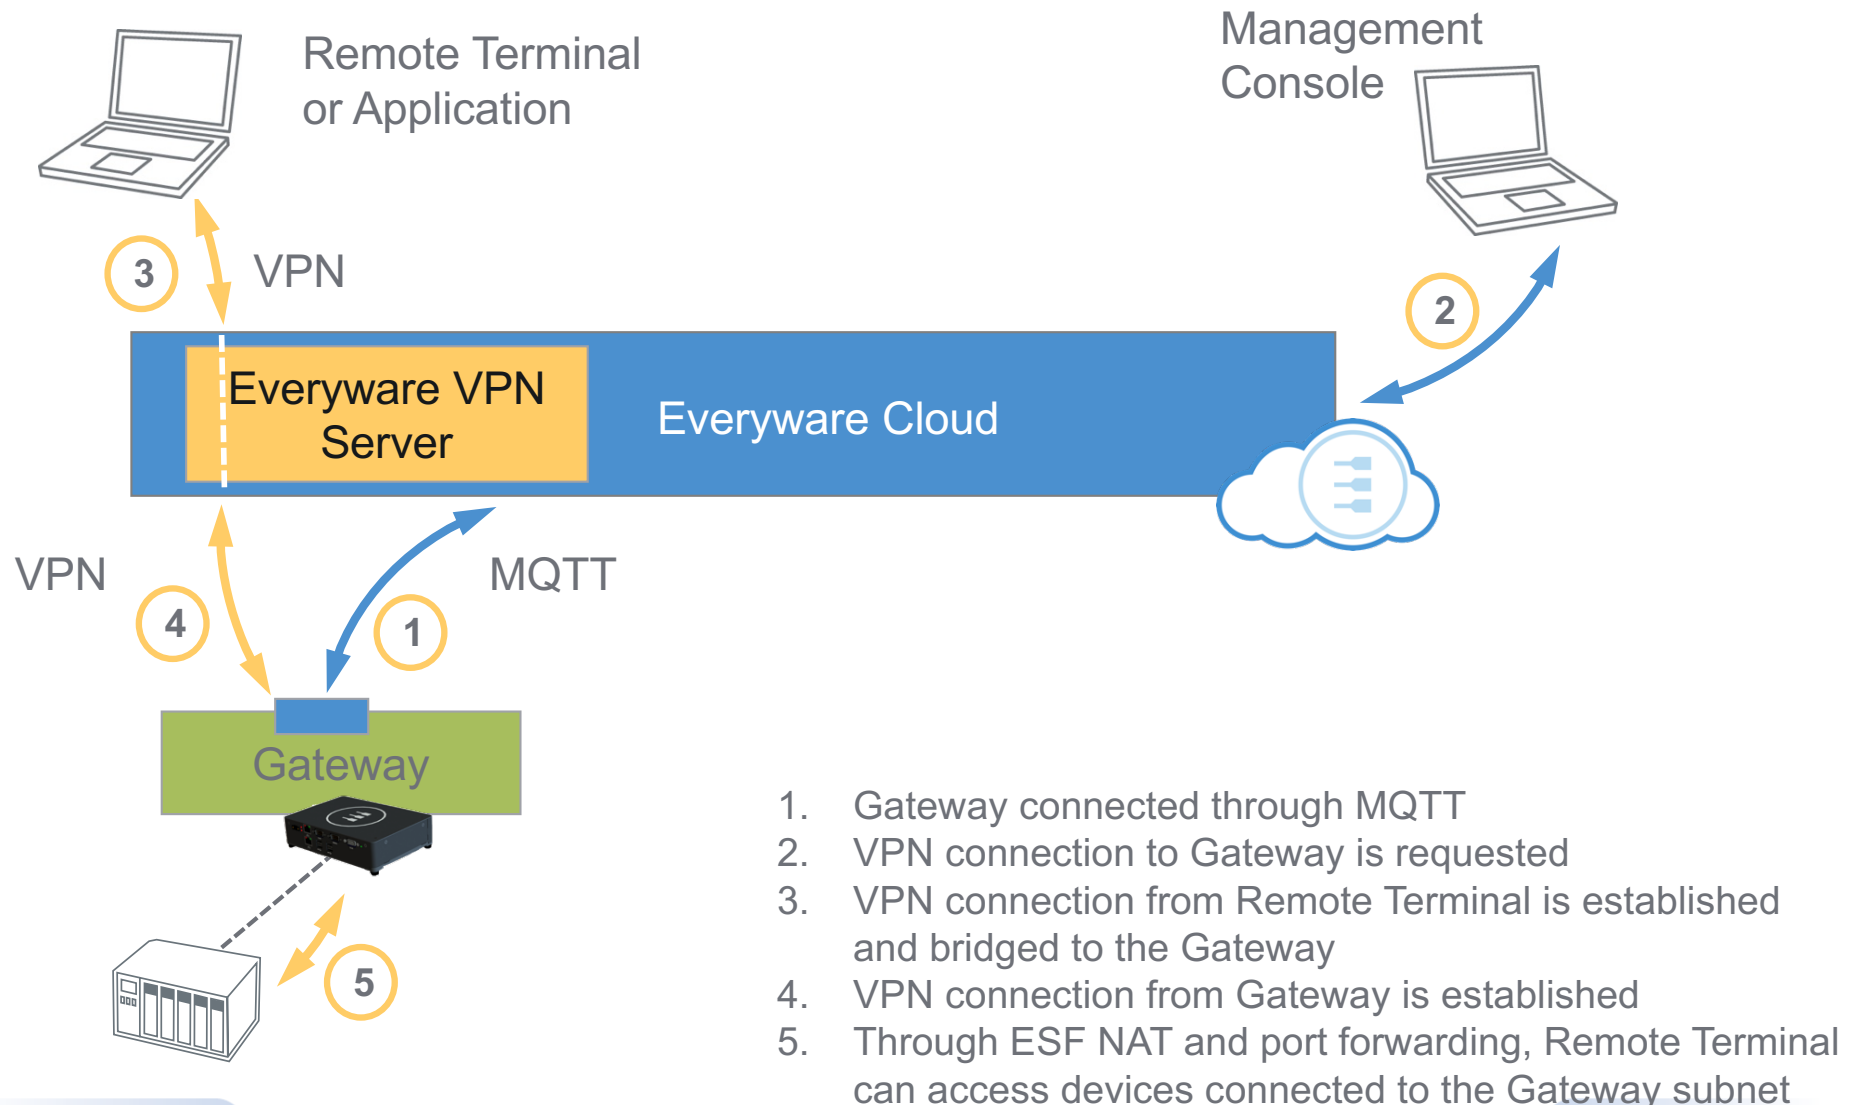 Remote Terminal
or Application
Management
Console
3
VPN
2
Everyware VPN
Server
Everyware Cloud
VPN
MQTT
4
1
Gateway
5
1. Gateway connected through MQTT
2. VPN connection to Gateway is requested
3. VPN connection from Remote Terminal is established
and bridged to the Gateway
4. VPN connection from Gateway is established
5. Through ESF NAT and port forwarding, Remote Terminal
can access devices connected to the Gateway subnet